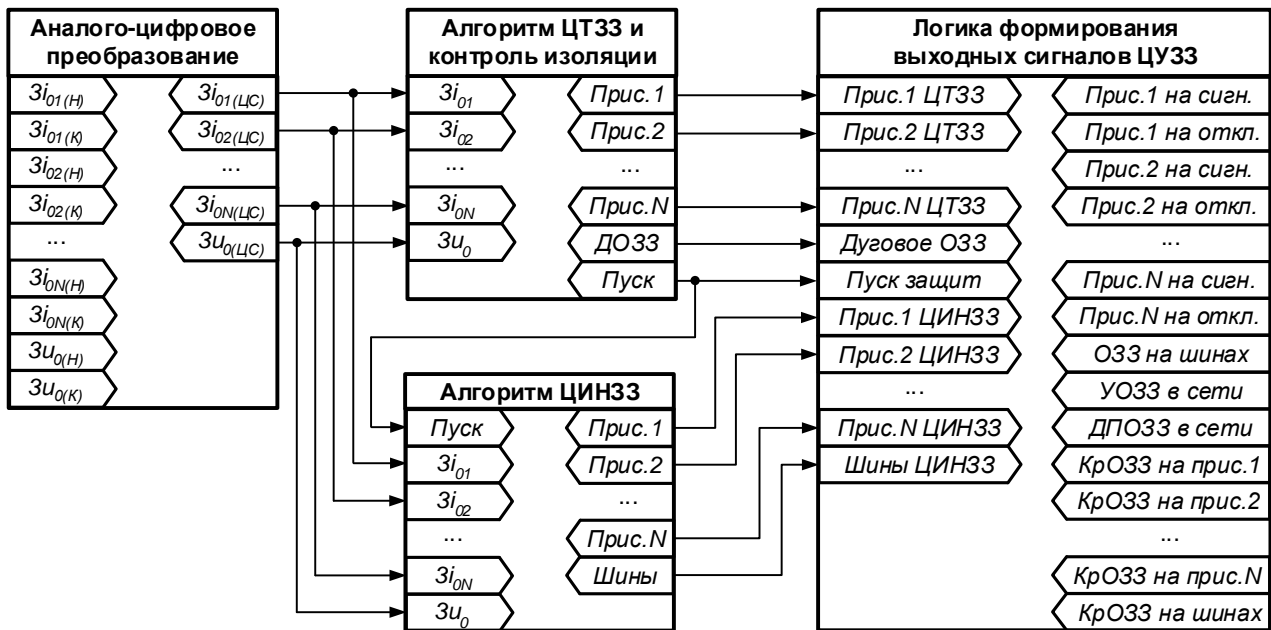 Аналого-цифровое
преобразование
3i01(Н)
3i01(К)
3i02(Н)
3i02(К)
...
3i0N(Н)
3i0N(К)
3u0(Н)
3u0(К)
3i01(ЦС)
3i02(ЦС)
...
3i0N(ЦС)
3u0(ЦС)
Алгоритм ЦТЗЗ и
контроль изоляции
3i01
3i02
...
3i0N
3u0
Прис.1
Прис.2
...
Прис.N
ДОЗЗ
Пуск
Алгоритм ЦИНЗЗ
Пуск
3i01
3i02
...
3i0N
3u0
Прис.1
Прис.2
...
Прис.N
Шины
Логика формирования
выходных сигналов ЦУЗЗ
Прис.1 ЦТЗЗ
Прис.2 ЦТЗЗ
...
Прис.N ЦТЗЗ
Дуговое ОЗЗ
Пуск защит
Прис.1 ЦИНЗЗ
Прис.2 ЦИНЗЗ
...
Прис.N ЦИНЗЗ
Шины ЦИНЗЗ
Прис.1 на сигн.
Прис.1 на откл.
Прис.2 на сигн.
Прис.2 на откл.
...
Прис.N на сигн.
Прис.N на откл.
ОЗЗ на шинах
УОЗЗ в сети
ДПОЗЗ в сети
КрОЗЗ на прис.1
КрОЗЗ на прис.2
...
КрОЗЗ на прис.N
КрОЗЗ на шинах